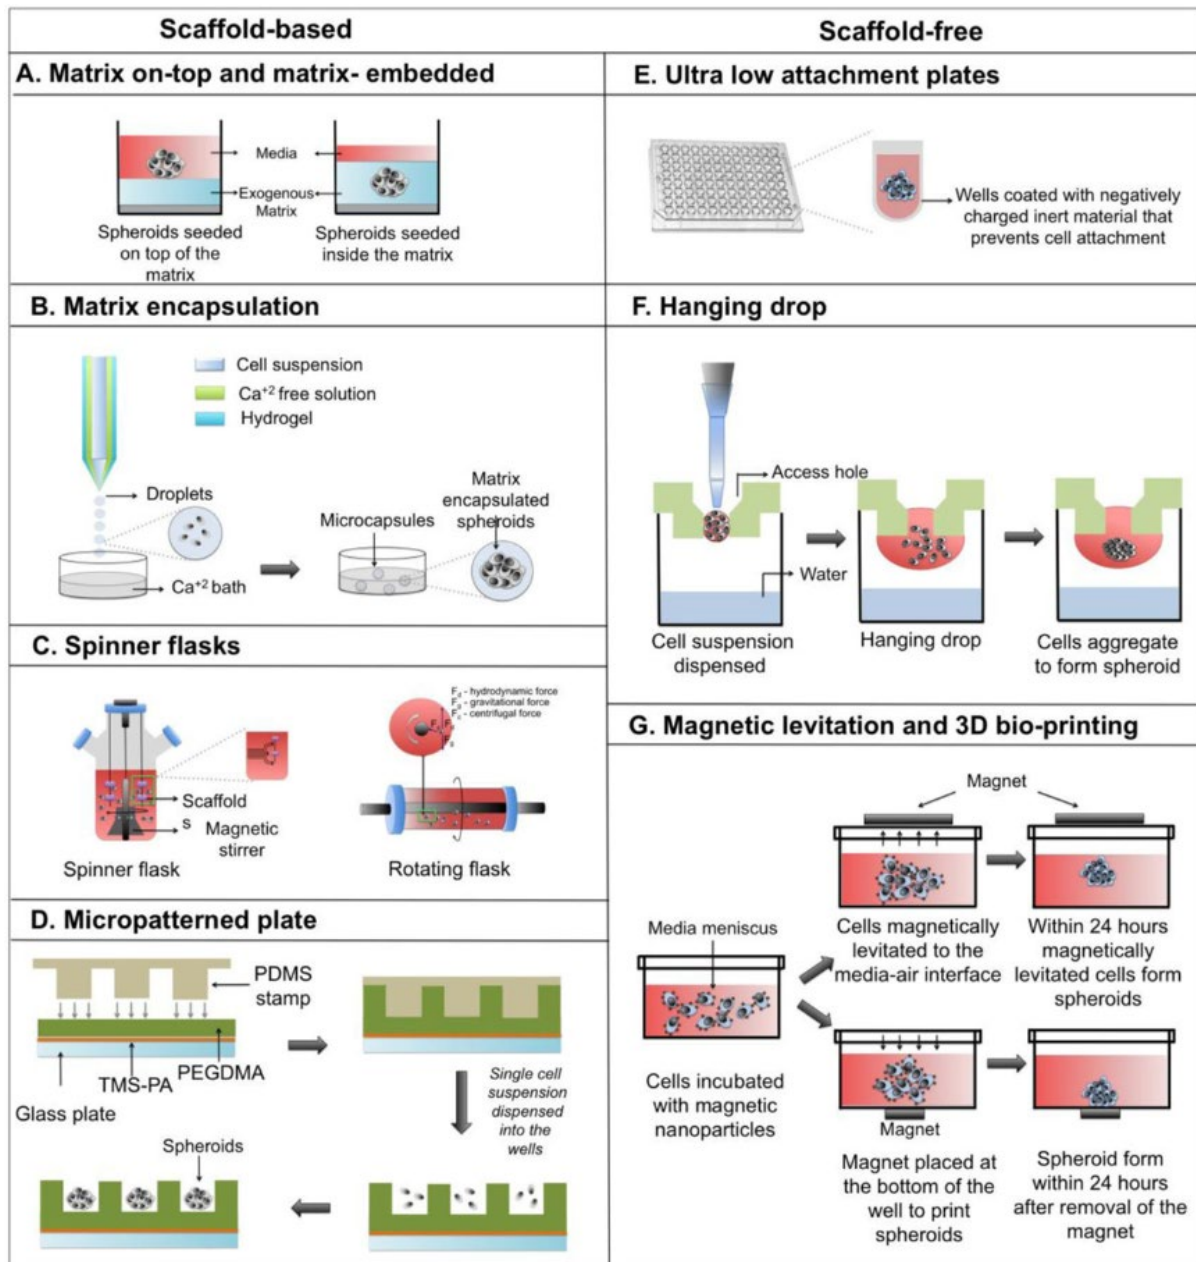 Scaffold-based
Scaffold-free
A. Matrix on-top and matrix- embedded
Media
Exogenous
Matrix
Spheroids seeded
on top of the
matrix
Spheroids seeded
inside the matrix
B. Matrix encapsulation
Cell suspension
Ca+2 free solution
Hydrogel
Droplets
Ca+2 bath
Microcapsules
Matrix
encapsulated
spheroids
C. Spinner flasks
Scaffold
s
Magnetic
stirrer
Spinner flask
Fd - hydrodynamic force
Fg - gravitational force
Fc - centrifugal force
Rotating flask
D. Micropatterned plate
PDMS
stamp
TMS-PA
PEGDMA
Glass plate
Single cell
suspension
dispensed
into the
wells
Spheroids
E. Ultra low attachment plates
Wells coated with negatively
charged inert material that
prevents cell attachment
F. Hanging drop
Access hole
Water
Cell suspension
dispensed
Hanging drop
Cells aggregate
to form spheroid
G. Magnetic levitation and 3D bio-printing
Magnet
Media meniscus
Cells incubated
with magnetic
nanoparticles
Cells magnetically
levitated to the
media-air interface
Within 24 hours
magnetically
levitated cells form
spheroids
Magnet
Magnet placed at
the bottom of the
well to print
spheroids
Spheroid form
within 24 hours
after removal of the
magnet